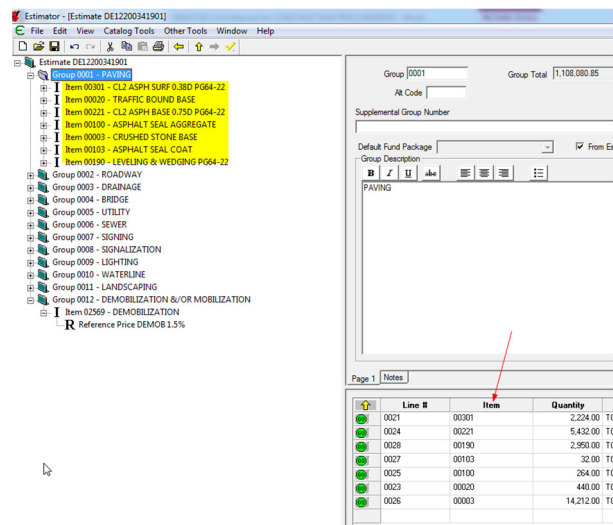 Estimator - [Estimate DE12200341901]
File Edit View Catalog Tools Other Tools Window Help
Estimate DE12200341901
Group 0001 - PAVING
Item 00301 - CL2 ASPH SURF 0.38D PG64-22
Item 00020 - TRAFFIC BOUND BASE
Item 00221 - CL2 ASPH BASE 0.75D PG64-22
Item 00100 - ASPHALT SEAL AGGREGATE
Item 00003 - CRUSHED STONE BASE
Item 00103 - ASPHALT SEAL COAT
Item 00190 - LEVELING & WEDGING PG64-22
Group 0002 - ROADWAY
Group 0003 - DRAINAGE
Group 0004 - BRIDGE
Group 0005 - UTILITY
Group 0006 - SEWER
Group 0007 - SIGNING
Group 0008 - SIGNALIZATION
Group 0009 - LIGHTING
Group 0010 - WATERLINE
Group 0011 - LANDSCAPING
Group 0012 - DEMOBILIZATION &/OR MOBILIZATION
Item 02569 - DEMOBILIZATION
R Reference Price DEMOB 1.5%
Group 0001 Group Total 1,108,080.85
Alt Code
Supplemental Group Number
Default Fund Package From Es
Group Description
B I U abc
PAVING
Page 1 Notes
Line # Item Quantity
0021 00301 2,224.00 TO
0024 00221 5,432.00 TO
0028 00190 2,950.00 TO
0027 00103 32.00 TO
0025 00100 264.00 TO
0023 00020 440.00 TO
0026 00003 14,212.00 TO